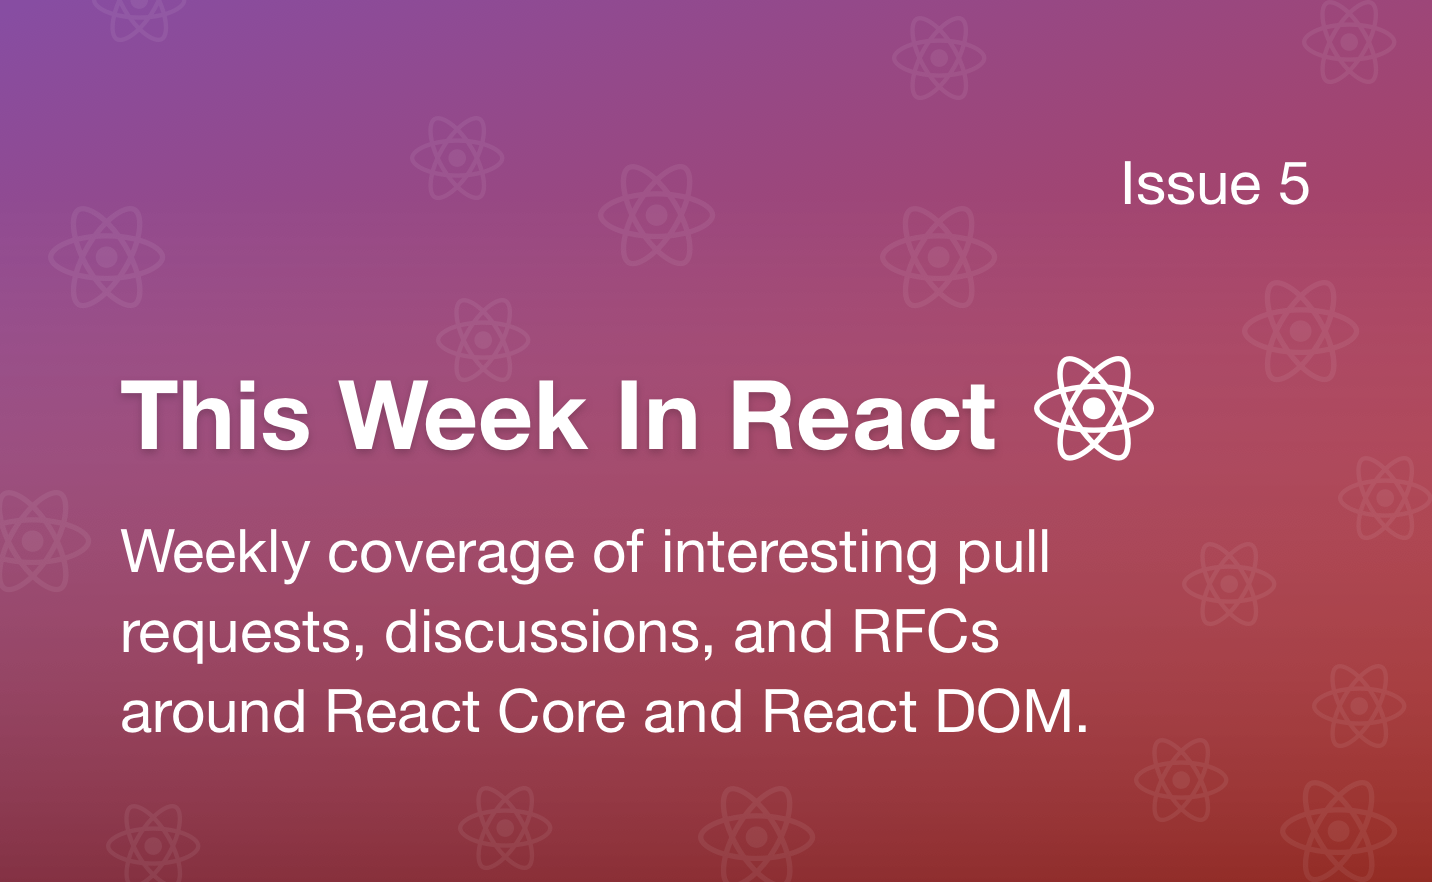 Issue 5
This Week In React
Weekly coverage of interesting pull
requests, discussions, and RFCs
around React Core and React DOM.